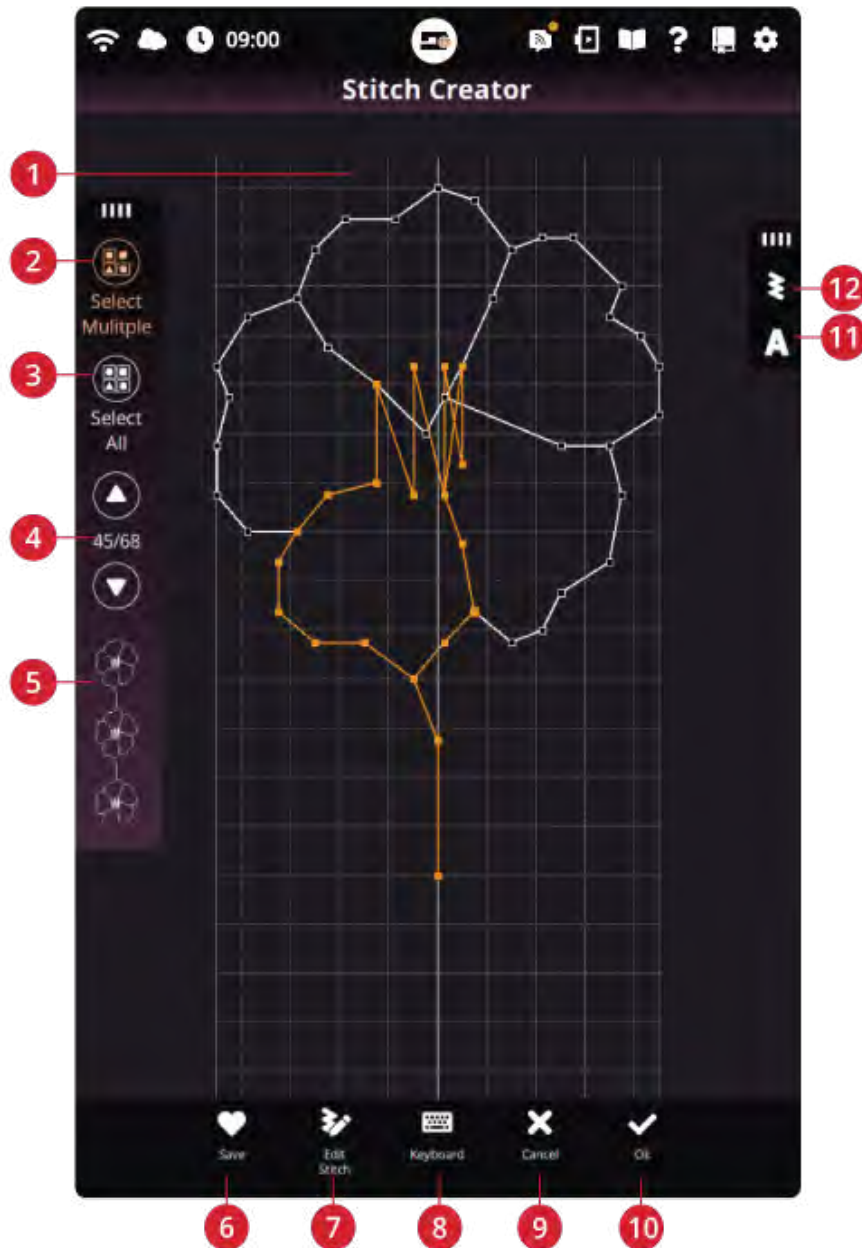 09:00
?
Stitch Creator
1
2
Select
Mulitple
3
Select
All
4
45/68
5
12
11
A
Save
Edit
Stitch
Keyboard
Cancel
Ok
6
7
8
9
10